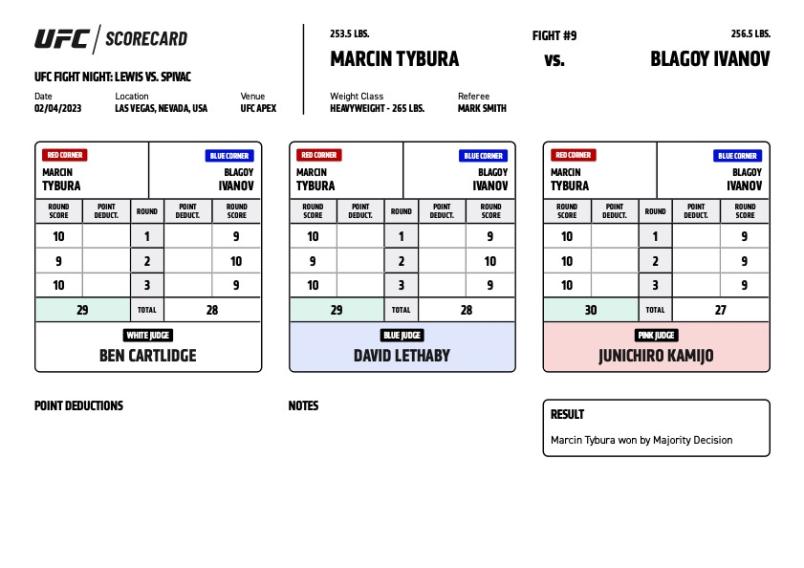 UFC / SCORECARD
UFC FIGHT NIGHT: LEWIS VS. SPIVAC
Date Location Venue
02/04/2023 LAS VEGAS, NEVADA, USA UFC APEX
253.5 LBS. FIGHT #9 256.5 LBS.
MARCIN TYBURA VS. BLAGOY IVANOV
Weight Class Referee
HEAVYWEIGHT - 265 LBS. MARK SMITH
RED CORNER BLUE CORNER
MARCIN BLAGOY
TYBURA IVANOV
ROUND POINT ROUND POINT ROUND
SCORE DEDUCT. DEDUCT. SCORE
10 1 9
9 2 10
10 3 9
29 TOTAL 28
WHITE JUDGE
BEN CARTLIDGE
RED CORNER BLUE CORNER
MARCIN BLAGOY
TYBURA IVANOV
ROUND POINT ROUND POINT ROUND
SCORE DEDUCT. DEDUCT. SCORE
10 1 9
9 2 10
10 3 9
29 TOTAL 28
BLUE JUDGE
DAVID LETHABY
RED CORNER BLUE CORNER
MARCIN BLAGOY
TYBURA IVANOV
ROUND POINT ROUND POINT ROUND
SCORE DEDUCT. DEDUCT. SCORE
10 1 9
10 2 9
10 3 9
30 TOTAL 27
PINK JUDGE
JUNICHIRO KAMIJO
POINT DEDUCTIONS
NOTES
RESULT
Marcin Tybura won by Majority Decision